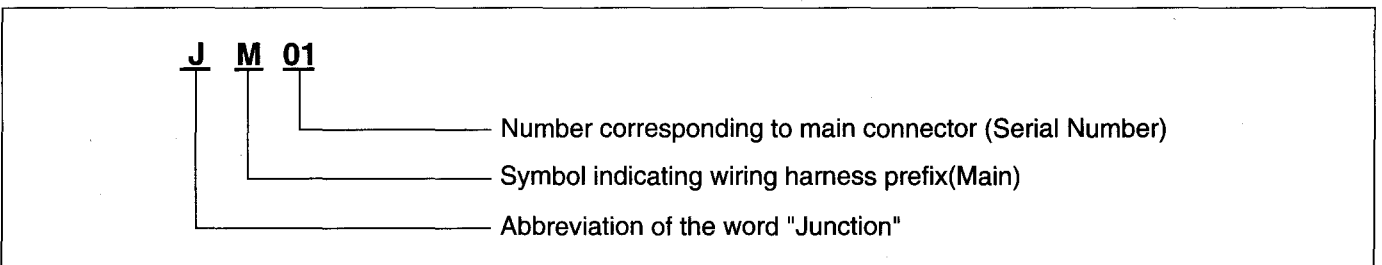 J M 01
Number corresponding to main connector (Serial Number)
Symbol indicating wiring harness prefix(Main)
Abbreviation of the word "Junction"